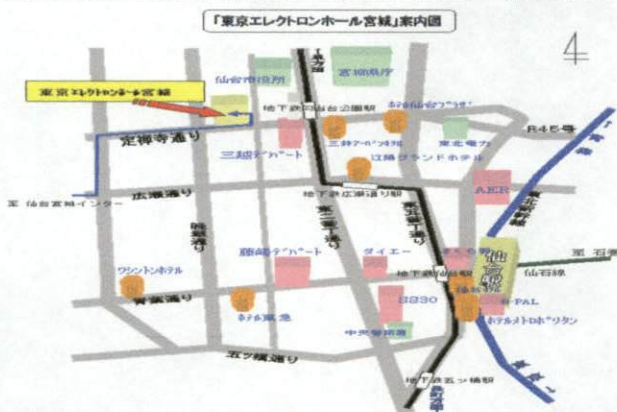 「東京エレクトロンホール宮城」案内図
4
仙台市役所
宮城県庁
東京エレクトロンホール宮城
地下鉄勾当台公園駅
定禅寺通り
三越デパート
三井アーバンホテル
東北電力
R45号
江陽グランドホテル
広瀬通り
地下鉄広瀬通り駅
AER
至 仙台宮城インター
東二番丁通り
藤崎デパート
ダイエー
ワシントンホテル
地下鉄仙台駅
仙台駅
仙石線
青葉通り
ホテル東急
SS30
S-PAL
ホテルメトロポリタン
中央警察署
五ツ橋通り
地下鉄五ツ橋駅